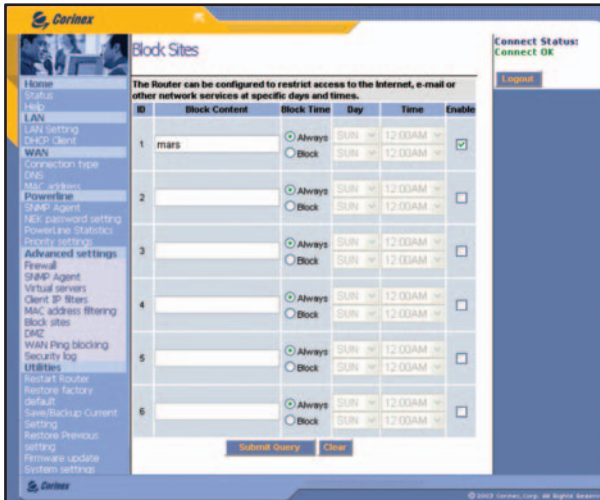 Corinex
Block Sites
Connect Status:
Connect OK
Logout
Home
Status
Help
LAN
LAN Setting
DHCP Client
WAN
Connection type
DNS
MAC address
Powerline
SNMP Agent
NEK password setting
PowerLine Statistics
Priority settings
Advanced settings
Firewall
SNMP Agent
Virtual servers
Client IP filters
MAC address filtering
Block sites
DMZ
WAN Ping blocking
Security log
Utilities
Restart Router
Restore factory
default
Save/Backup Current
Setting
Restore Previous
setting
Firmware update
System settings
The Router can be configured to restrict access to the Internet, e-mail or
other network services at specific days and times.
ID Block Content Block Time Day Time Enable
1 mars Always SUN 12:00AM
Block SUN 12:00AM
2 Always SUN 12:00AM
Block SUN 12:00AM
3 Always SUN 12:00AM
Block SUN 12:00AM
4 Always SUN 12:00AM
Block SUN 12:00AM
5 Always SUN 12:00AM
Block SUN 12:00AM
6 Always SUN 12:00AM
Block SUN 12:00AM
Submit Query Clear
Corinex
© 2003 Corinex, Corp. All Rights Reserved